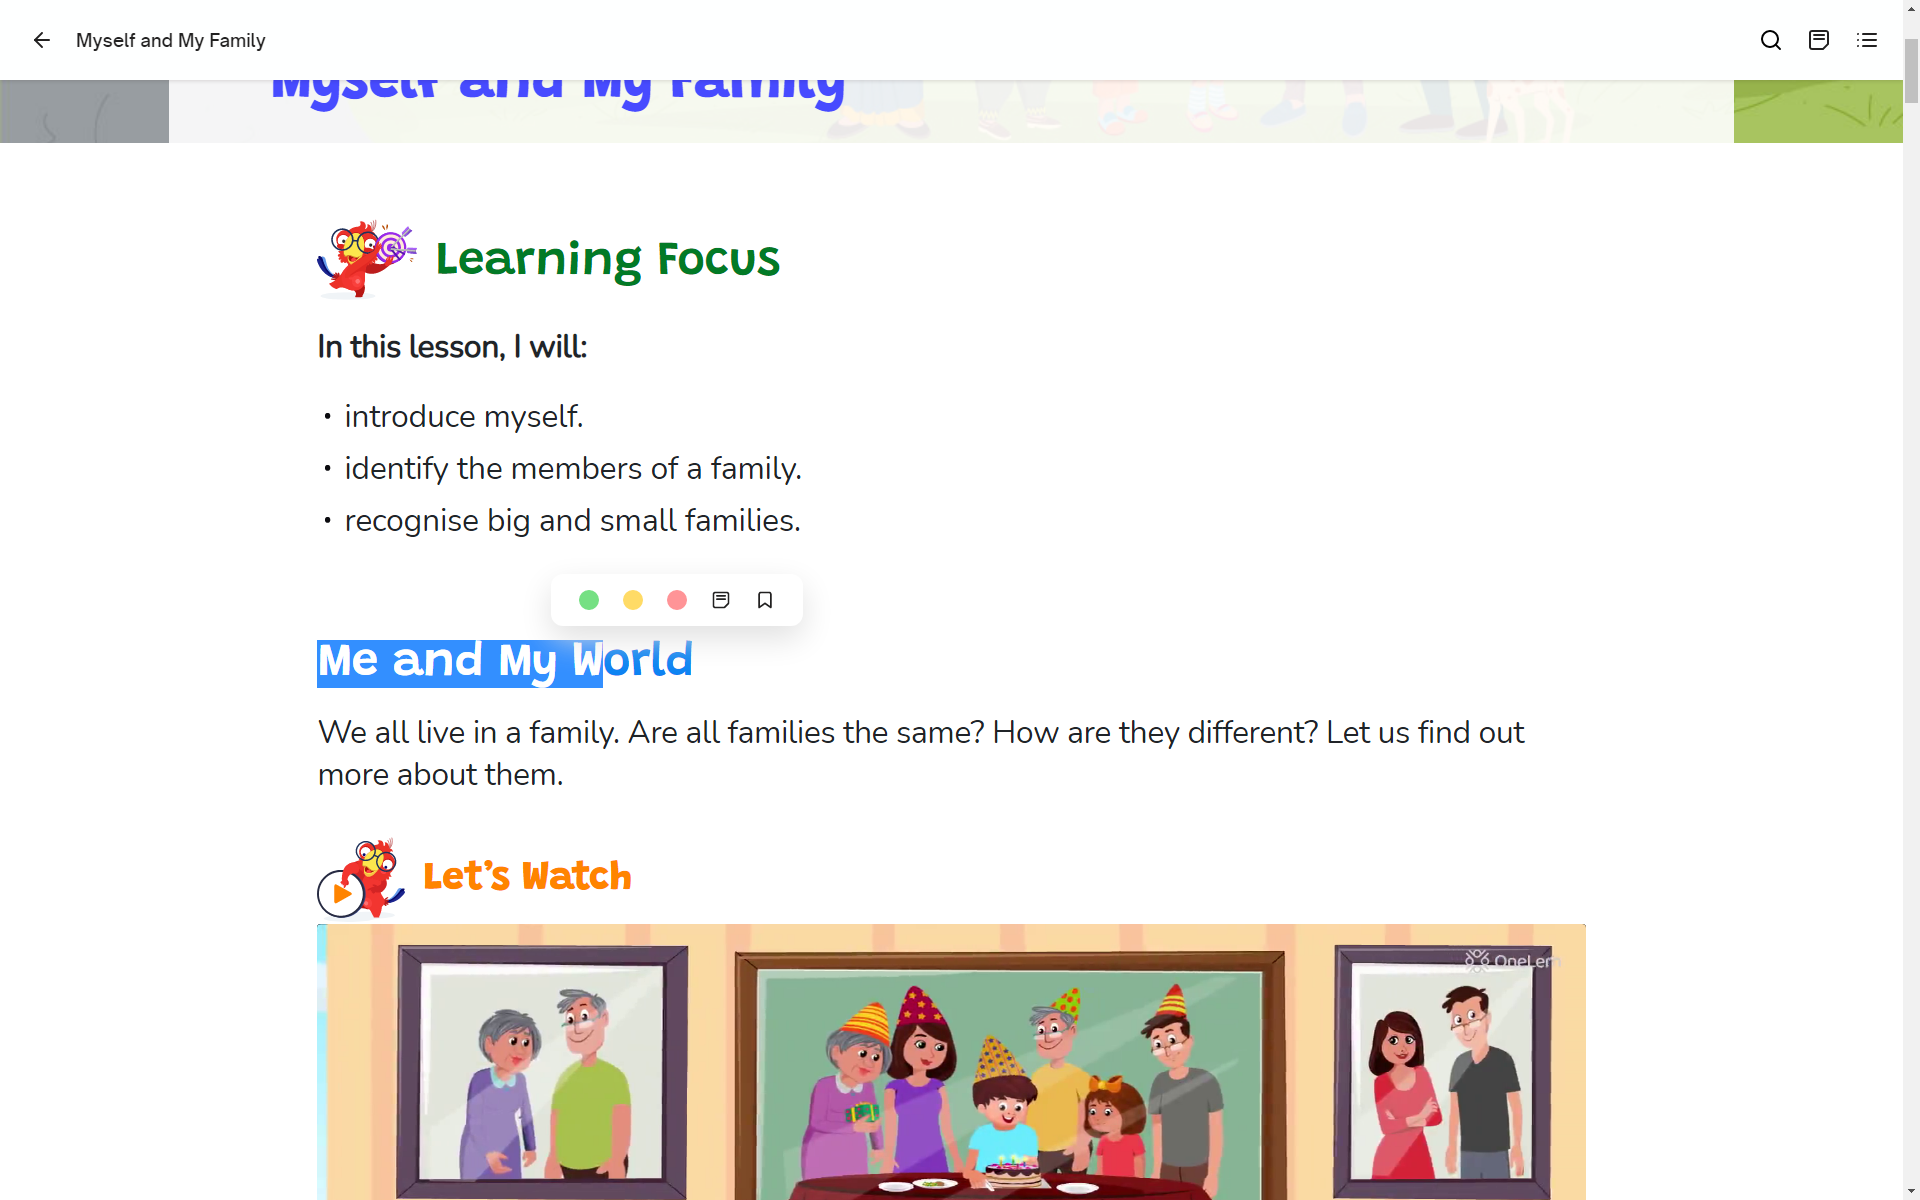 Myself and My Family
Myself and My Family
Learning Focus
In this lesson, I will:
• introduce myself.
• identify the members of a family.
• recognise big and small families.
Me and My World
We all live in a family. Are all families the same? How are they different? Let us find out
more about them.
Let's Watch
OneLern